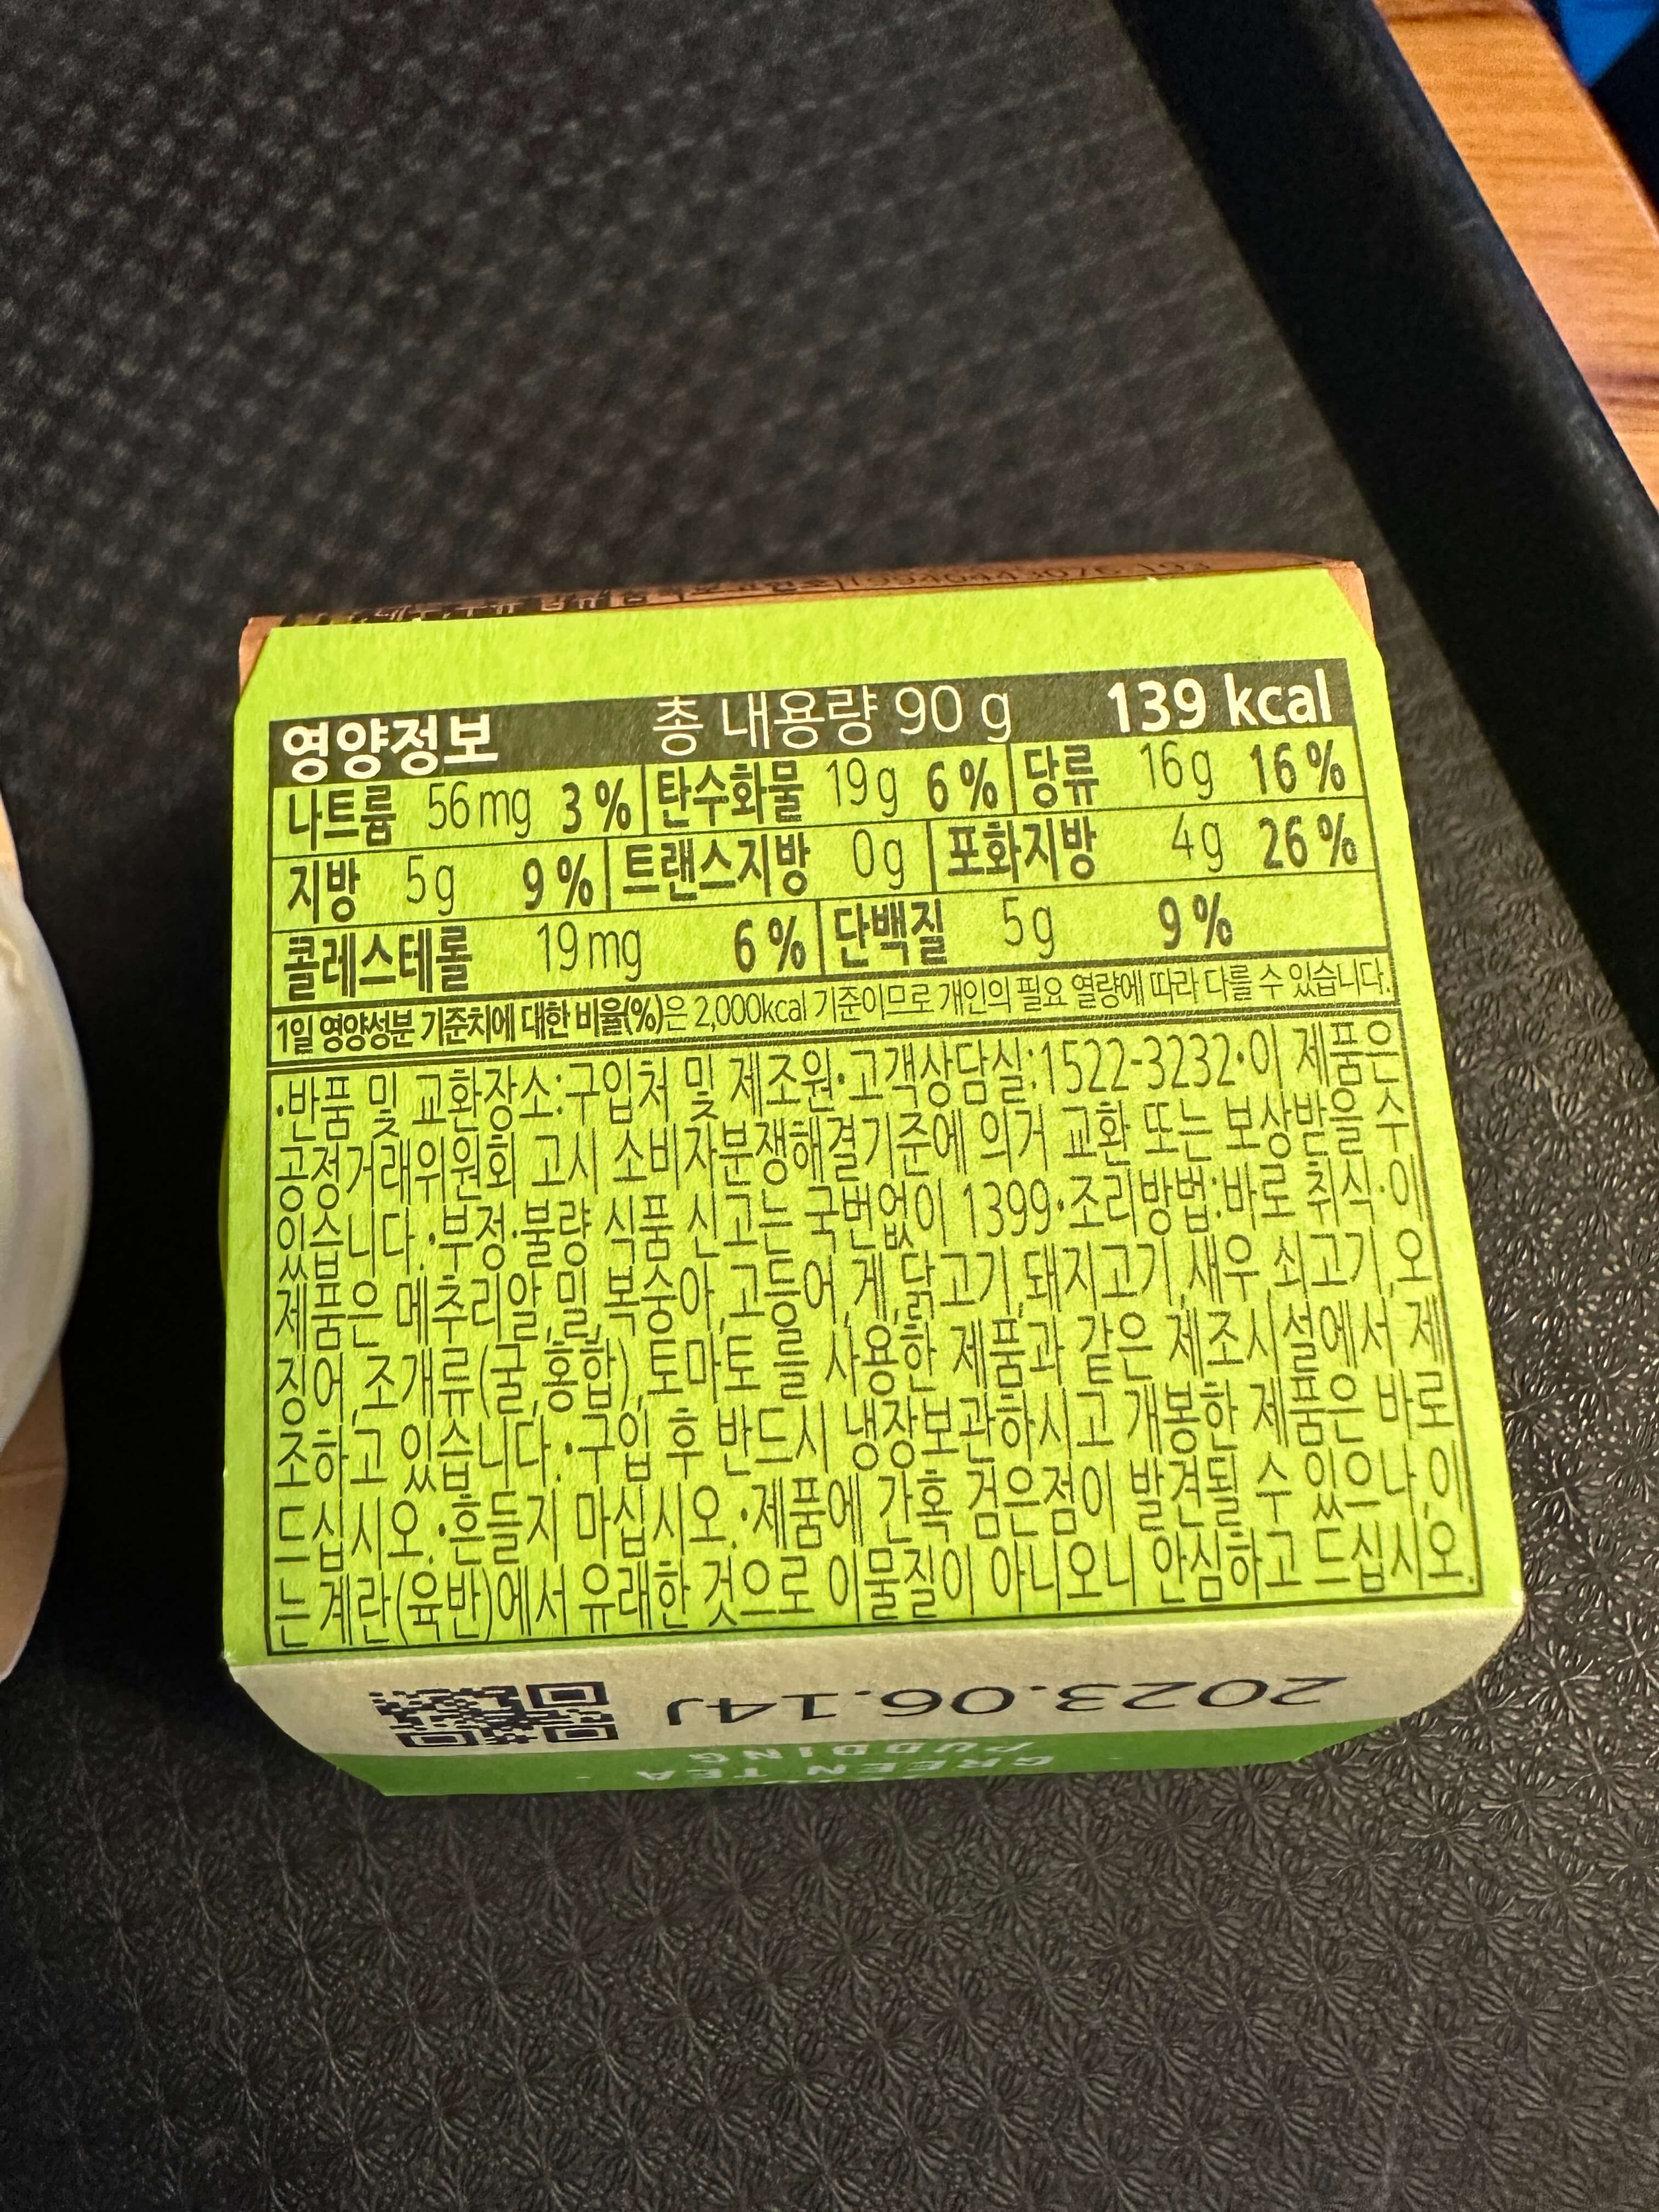 영양정보 총 내용량 90 g 139 kcal
나트륨 56 mg 3 % 탄수화물 19 g 6 % 당류 16 g 16 %
지방 5 g 9 % 트랜스지방 0 g 포화지방 4 g 26 %
콜레스테롤 19 mg 6 % 단백질 5 g 9 %
1일 영양성분 기준치에 대한 비율(%)은 2,000kcal 기준이므로 개인의 필요 열량에 따라 다를 수 있습니다.
·반품 및 교환장소:구입처 및 제조원·고객상담실:1522-3232·이 제품은
공정거래위원회 고시 소비자분쟁해결기준에 의거 교환 또는 보상받을 수
있습니다.·부정·불량 식품 신고는 국번없이 1399·조리방법:바로 취식·이
제품은 메추리알,밀,복숭아,고등어,게,닭고기,돼지고기,새우,쇠고기,오
징어,조개류(굴,홍합),토마토를 사용한 제품과 같은 제조시설에서 제
조하고 있습니다.·구입 후 반드시 냉장보관하시고 개봉한 제품은 바로
드십시오.·흔들지 마십시오.·제품에 간혹 검은점이 발견될 수 있으나,이
는 계란(육반)에서 유래한 것으로 이물질이 아니오니 안심하고 드십시오.
2023.06.14J
GREEN TEA
PUDDING